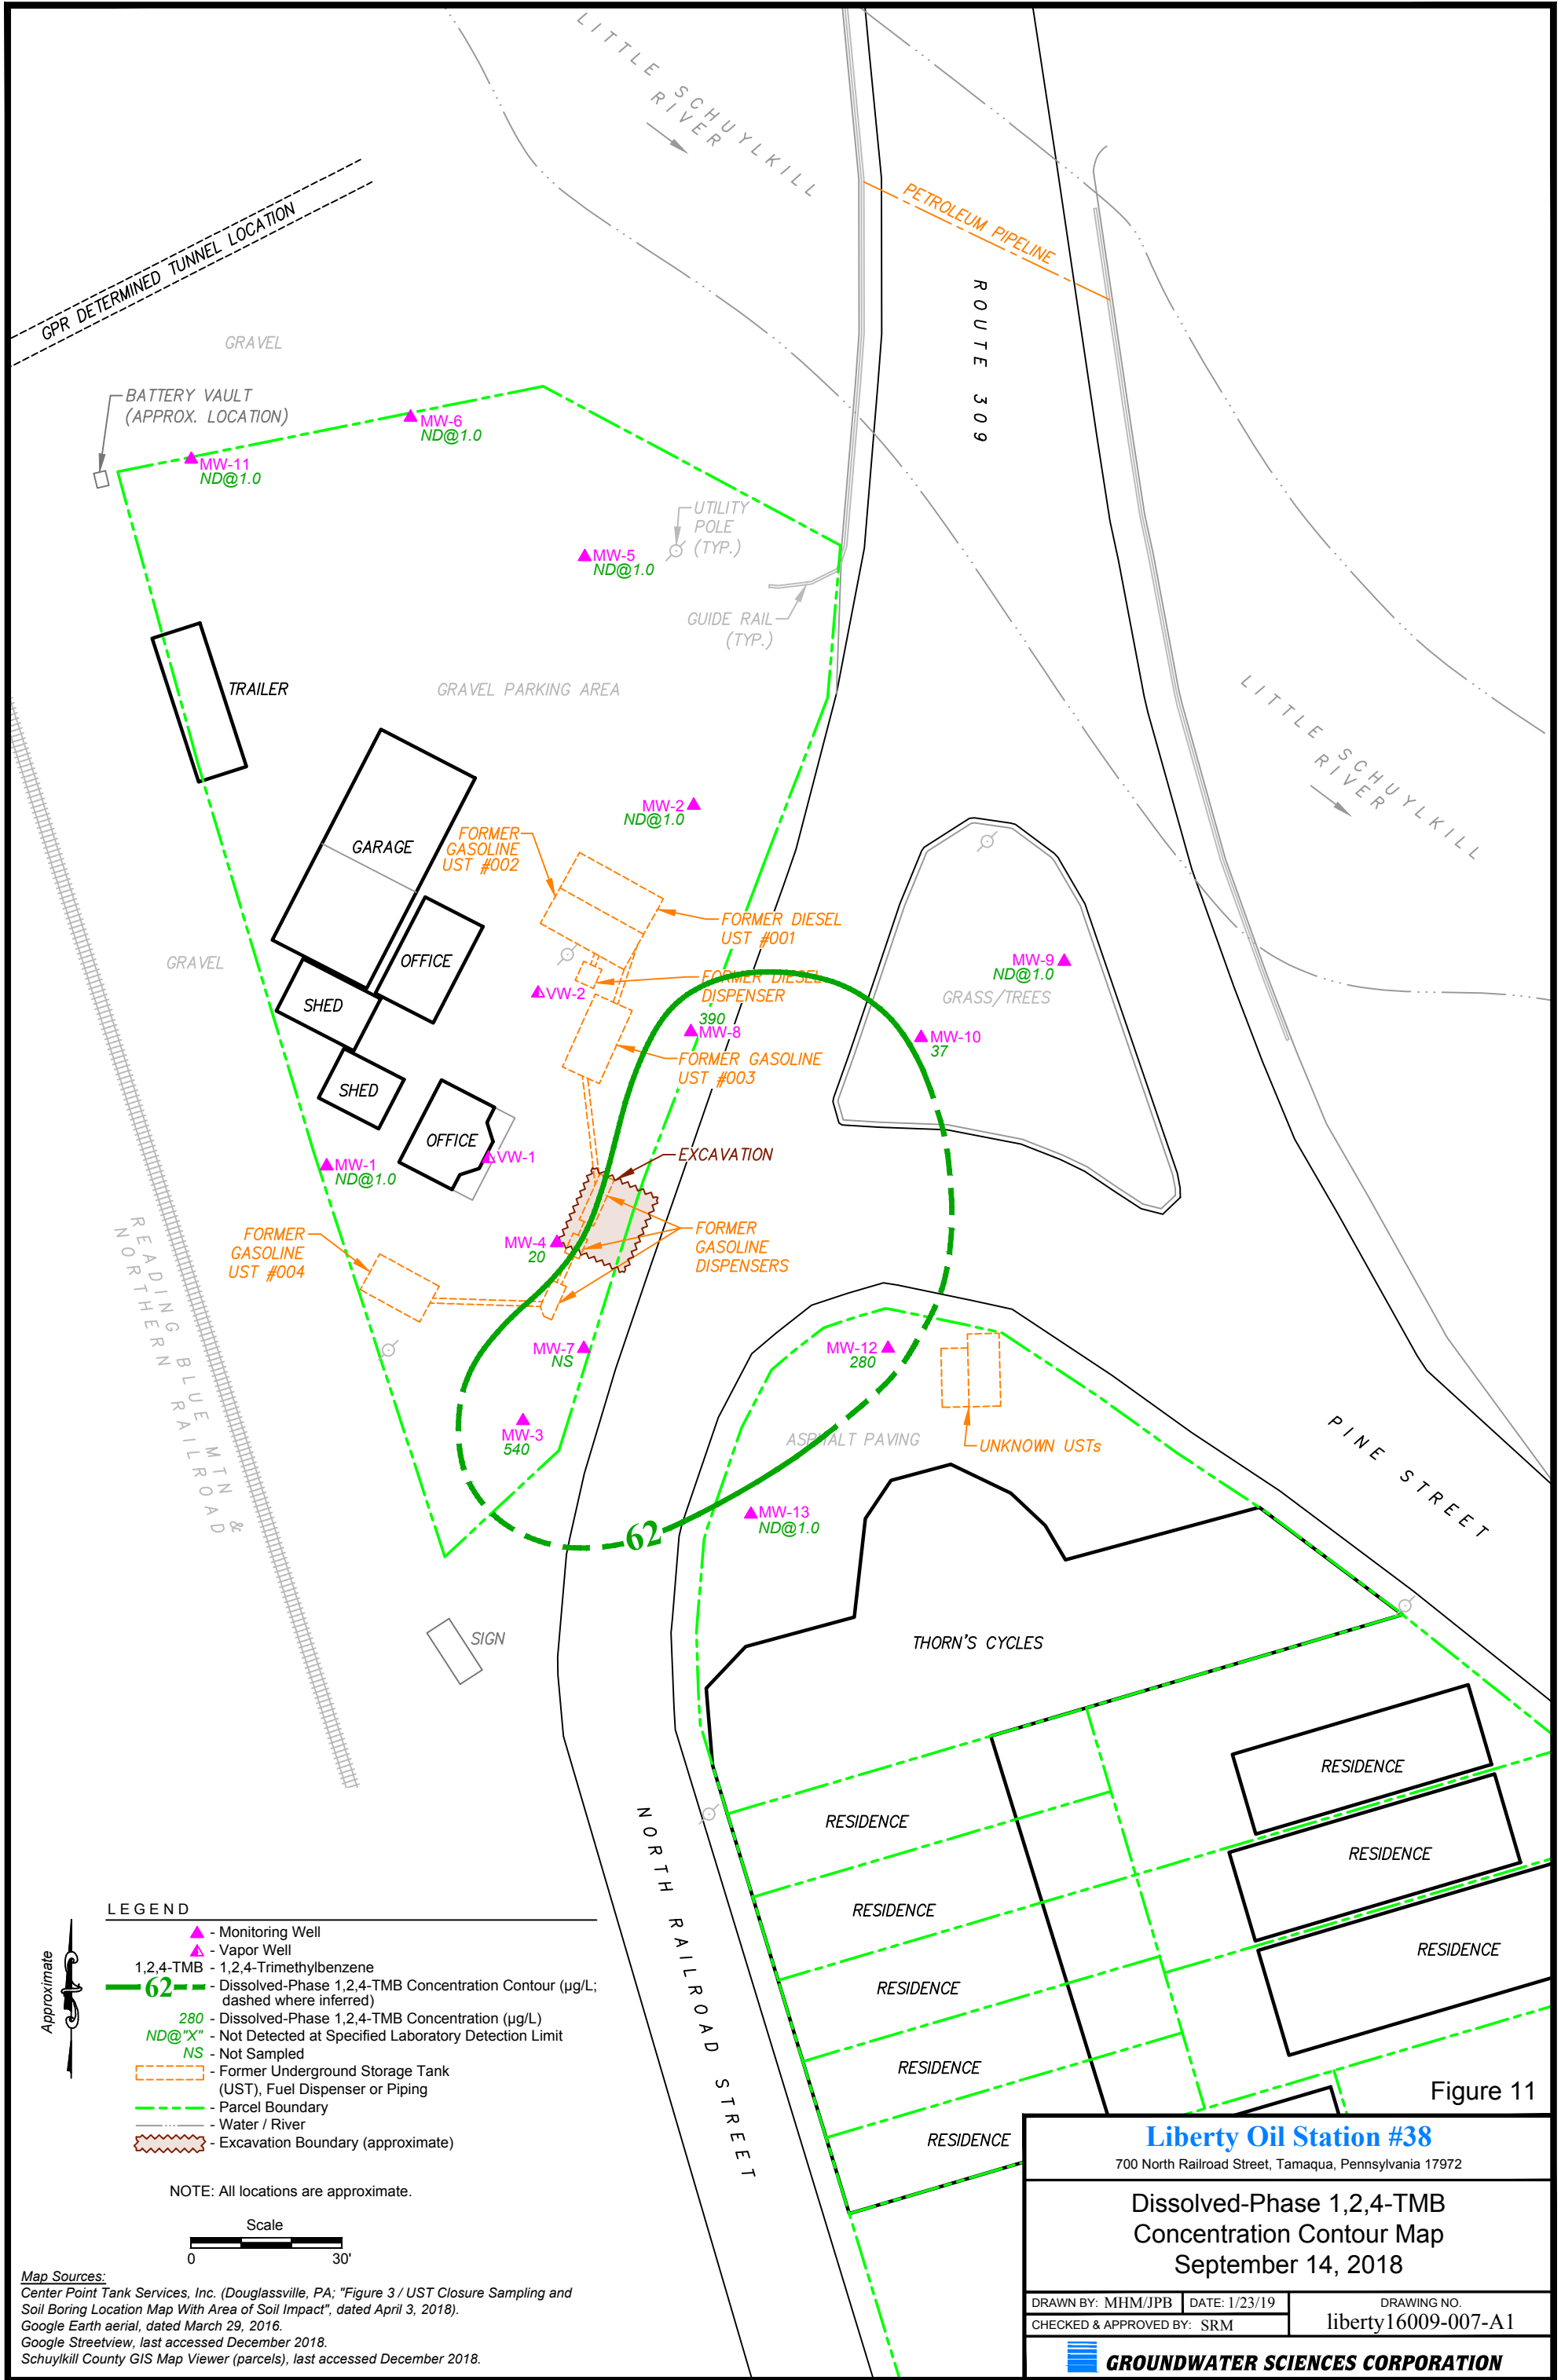 LITTLE SCHUYLKILL
RIVER
PETROLEUM PIPELINE
GPR DETERMINED TUNNEL LOCATION
ROUTE 309
GRAVEL
BATTERY VAULT
(APPROX. LOCATION)
MW-6
ND@1.0
MW-11
ND@1.0
UTILITY
POLE
(TYP.)
MW-5
ND@1.0
GUIDE RAIL
(TYP.)
TRAILER
GRAVEL PARKING AREA
LITTLE SCHUYLKILL
RIVER
MW-2
ND@1.0
GARAGE
FORMER
GASOLINE
UST #002
FORMER DIESEL
UST #001
OFFICE
GRAVEL
MW-9
ND@1.0
GRASS/TREES
FORMER DIESEL
DISPENSER
VW-2
SHED
390
MW-8
MW-10
37
FORMER GASOLINE
UST #003
SHED
OFFICE
VW-1
EXCAVATION
MW-1
ND@1.0
FORMER
GASOLINE
UST #004
MW-4
20
FORMER
GASOLINE
DISPENSERS
READING BLUE MTN &
NORTHERN RAILROAD
MW-7
NS
MW-12
280
MW-3
540
ASPHALT PAVING
UNKNOWN USTs
PINE STREET
MW-13
ND@1.0
62
SIGN
THORN'S CYCLES
RESIDENCE
RESIDENCE
RESIDENCE
RESIDENCE
RESIDENCE
RESIDENCE
RESIDENCE
RESIDENCE
NORTH RAILROAD STREET
LEGEND
- Monitoring Well
- Vapor Well
1,2,4-TMB - 1,2,4-Trimethylbenzene
62 - Dissolved-Phase 1,2,4-TMB Concentration Contour (µg/L;
dashed where inferred)
280 - Dissolved-Phase 1,2,4-TMB Concentration (µg/L)
ND@"X" - Not Detected at Specified Laboratory Detection Limit
NS - Not Sampled
- Former Underground Storage Tank
(UST), Fuel Dispenser or Piping
- Parcel Boundary
- Water / River
- Excavation Boundary (approximate)
Approximate
NOTE: All locations are approximate.
Scale
0 30'
Map Sources:
Center Point Tank Services, Inc. (Douglassville, PA; "Figure 3 / UST Closure Sampling and
Soil Boring Location Map With Area of Soil Impact", dated April 3, 2018).
Google Earth aerial, dated March 29, 2016.
Google Streetview, last accessed December 2018.
Schuylkill County GIS Map Viewer (parcels), last accessed December 2018.
Figure 11
Liberty Oil Station #38
700 North Railroad Street, Tamaqua, Pennsylvania 17972
Dissolved-Phase 1,2,4-TMB
Concentration Contour Map
September 14, 2018
DRAWN BY: MHM/JPB DATE: 1/23/19
CHECKED & APPROVED BY: SRM
DRAWING NO.
liberty16009-007-A1
GROUNDWATER SCIENCES CORPORATION